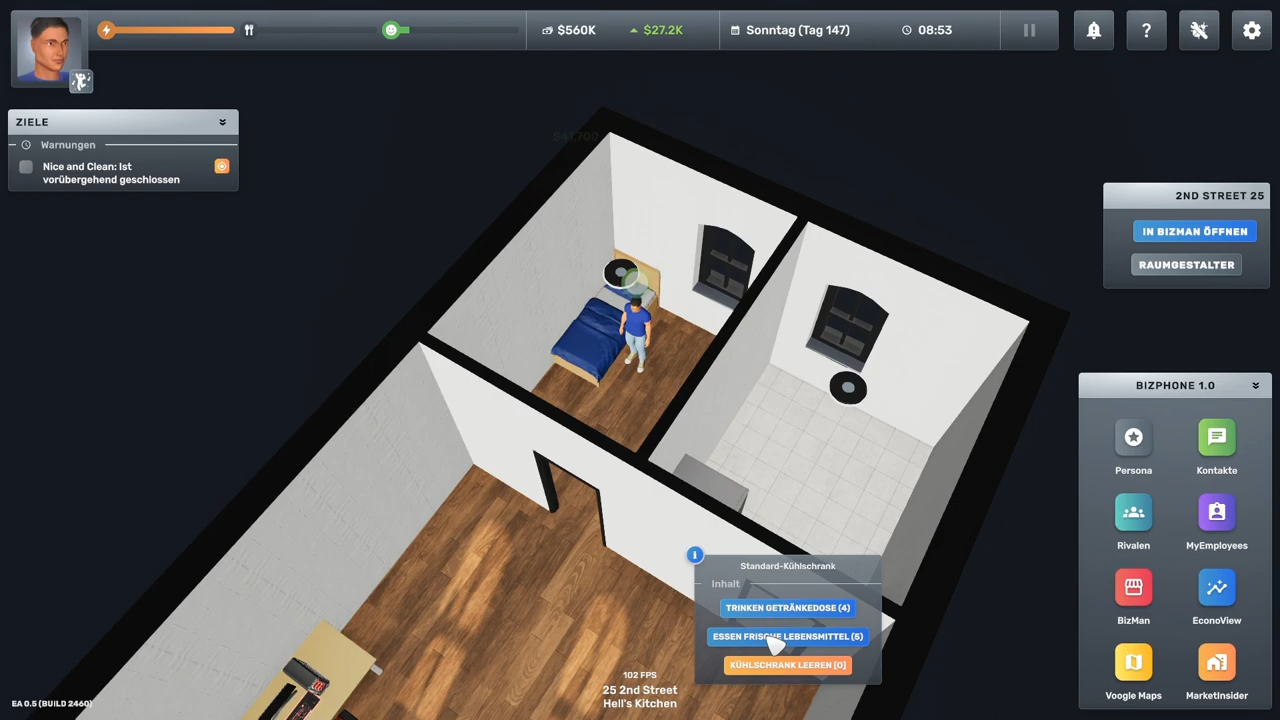 $560K
$27.2K
Sonntag (Tag 147)
08:53
?
ZIELE
Warnungen
Nice and Clean: Ist
vorübergehend geschlossen
$41,700
2ND STREET 25
IN BIZMAN ÖFFNEN
RAUMGESTALTER
BIZPHONE 1.0
Persona
Kontakte
Rivalen
MyEmployees
BizMan
EconoView
Voogle Maps
MarketInsider
i
Standard-Kühlschrank
Inhalt
TRINKEN GETRÄNKEDOSE (4)
ESSEN FRISCHE LEBENSMITTEL (5)
KÜHLSCHRANK LEEREN [0]
102 FPS
25 2nd Street
Hell's Kitchen
EA 0.5 (BUILD 2460)